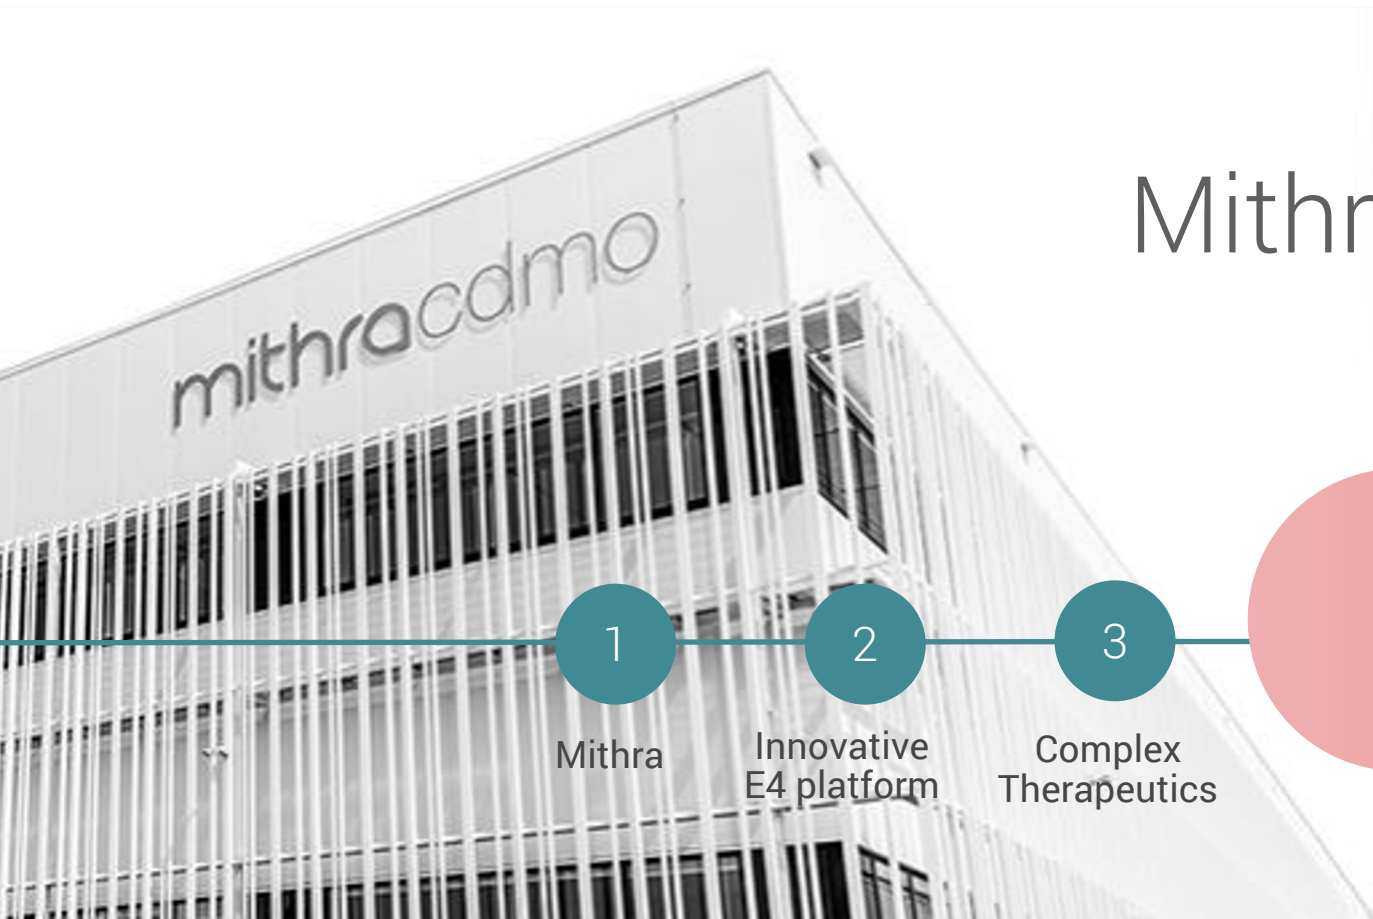 Mithr
mithracdmo
1
2
3
Mithra
Innovative
E4 platform
Complex
Therapeutics